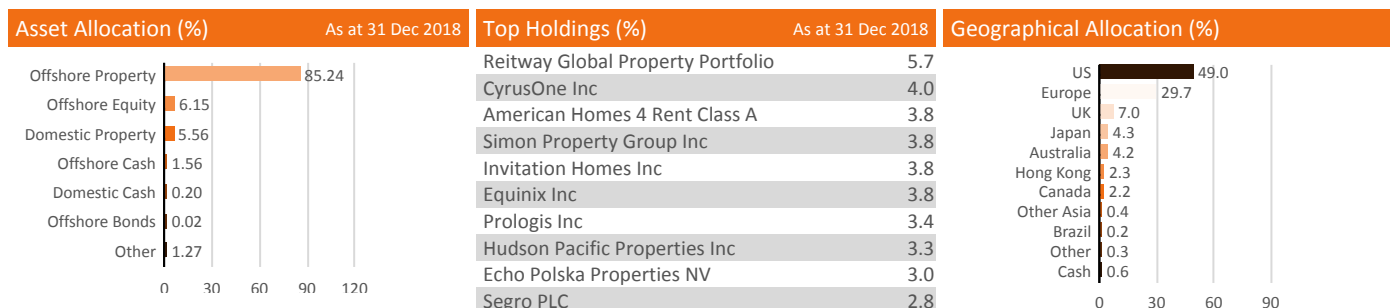 Asset Allocation (%) As at 31 Dec 2018
Offshore Property 85.24
Offshore Equity 6.15
Domestic Property 5.56
Offshore Cash 1.56
Domestic Cash 0.20
Offshore Bonds 0.02
Other 1.27
0 30 60 90 120
Top Holdings (%) As at 31 Dec 2018
Reitway Global Property Portfolio 5.7
CyrusOne Inc 4.0
American Homes 4 Rent Class A 3.8
Simon Property Group Inc 3.8
Invitation Homes Inc 3.8
Equinix Inc 3.8
Prologis Inc 3.4
Hudson Pacific Properties Inc 3.3
Echo Polska Properties NV 3.0
Segro PLC 2.8
Geographical Allocation (%)
US 49.0
Europe 29.7
UK 7.0
Japan 4.3
Australia 4.2
Hong Kong 2.3
Canada 2.2
Other Asia 0.4
Brazil 0.2
Other 0.3
Cash 0.6
0 30 60 90